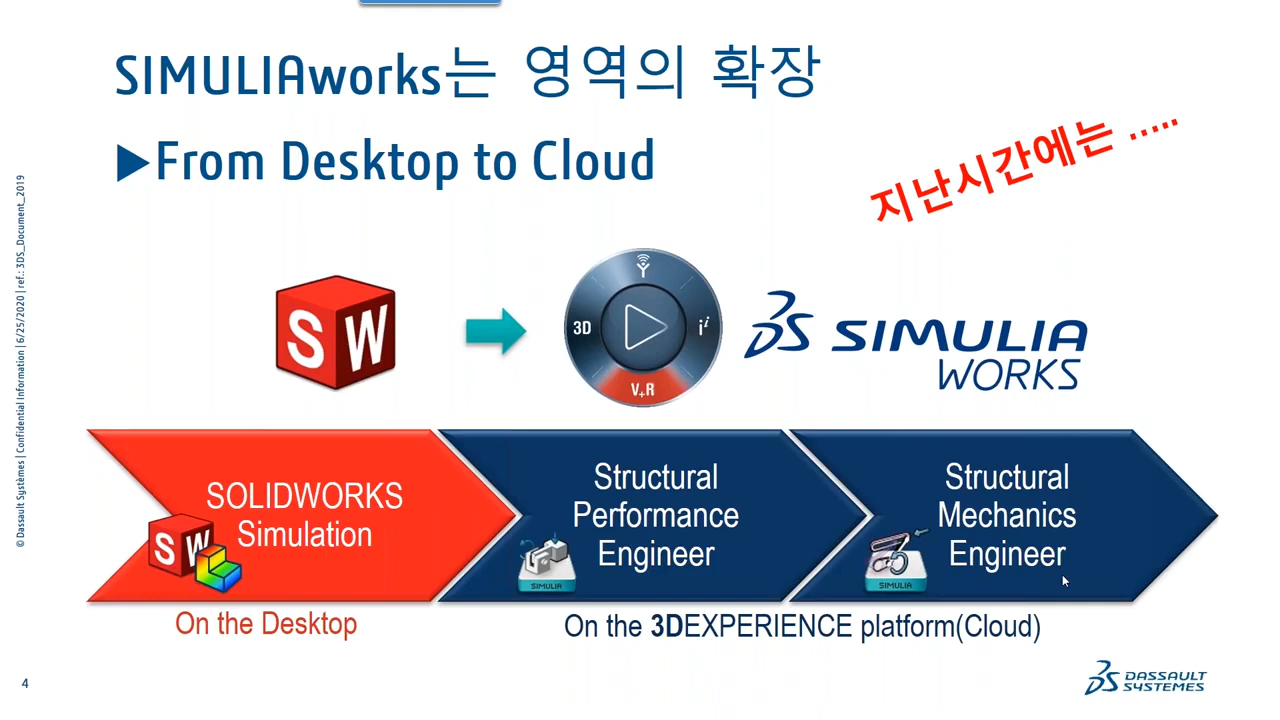 SIMULIAworks는 영역의 확장
▶From Desktop to Cloud
지난시간에는 .....
© Dassault Systèmes | Confidential Information | 6/25/2020 | ref.: 3DS_Document_2019
S W
3D
i²
V+R
SIMULIA
WORKS
SOLIDWORKS
Simulation
SW
Structural
Performance
Engineer
SIMULIA
Structural
Mechanics
Engineer
SIMULIA
On the Desktop
On the 3DEXPERIENCE platform(Cloud)
4
DASSAULT
SYSTEMES